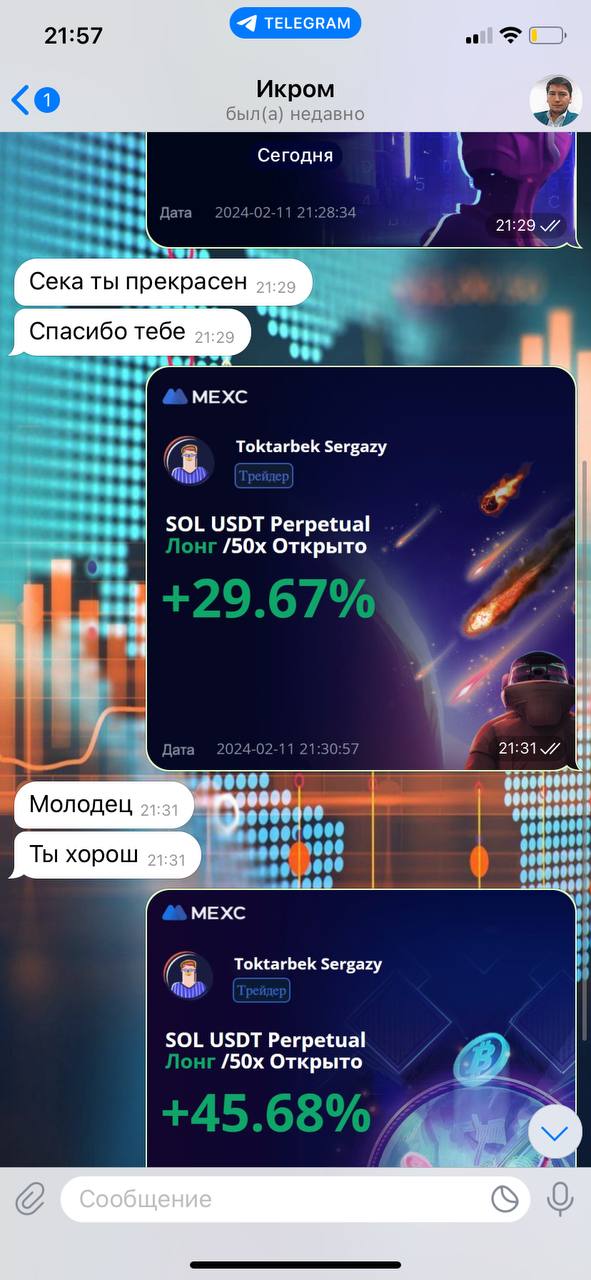 21:57
TELEGRAM
1
Икром
был(а) недавно
Сегодня
Дата 2024-02-11 21:28:34
21:29
Сека ты прекрасен 21:29
Спасибо тебе 21:29
MEXC
Toktarbek Sergazy
Трейдер
SOL USDT Perpetual
Лонг /50x Открыто
+29.67%
Дата 2024-02-11 21:30:57
21:31
Молодец 21:31
Ты хорош 21:31
MEXC
Toktarbek Sergazy
Трейдер
SOL USDT Perpetual
Лонг /50x Открыто
+45.68%
Сообщение